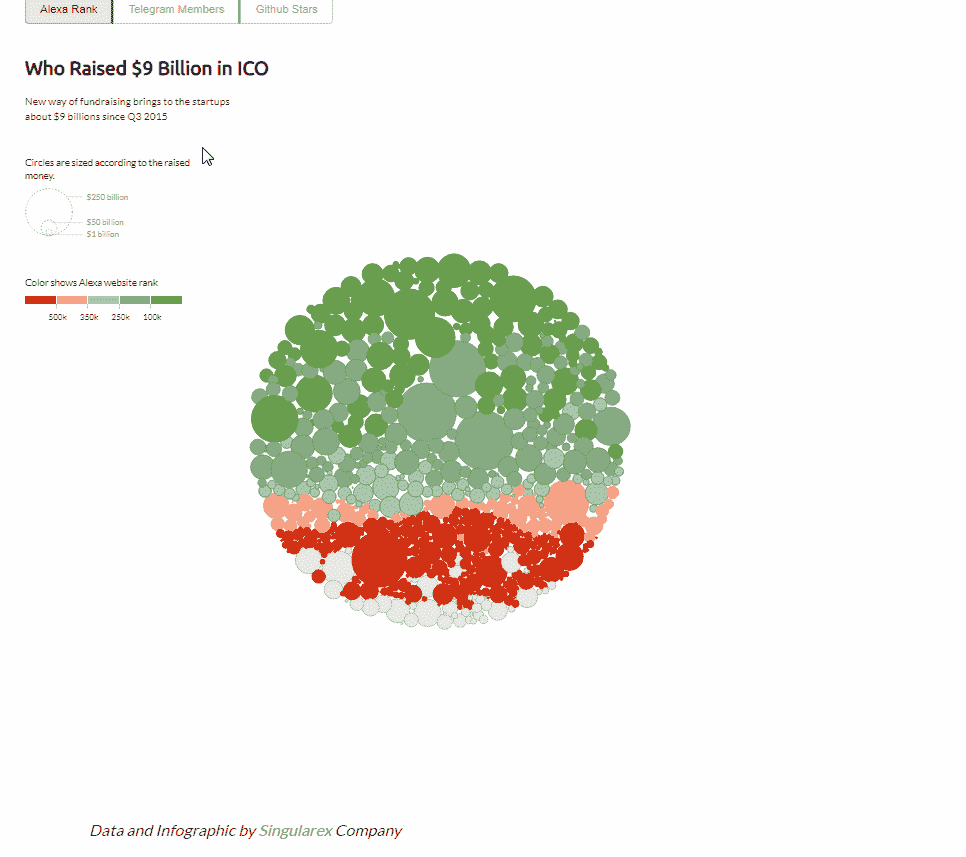 Alexa Rank Telegram Members Github Stars
Who Raised $9 Billion in ICO
New way of fundraising brings to the startups
about $9 billions since Q3 2015
Circles are sized according to the raised
money.
$250 billion
$50 billion
$1 billion
Color shows Alexa website rank
500k 350k 250k 100k
Data and Infographic by Singularex Company